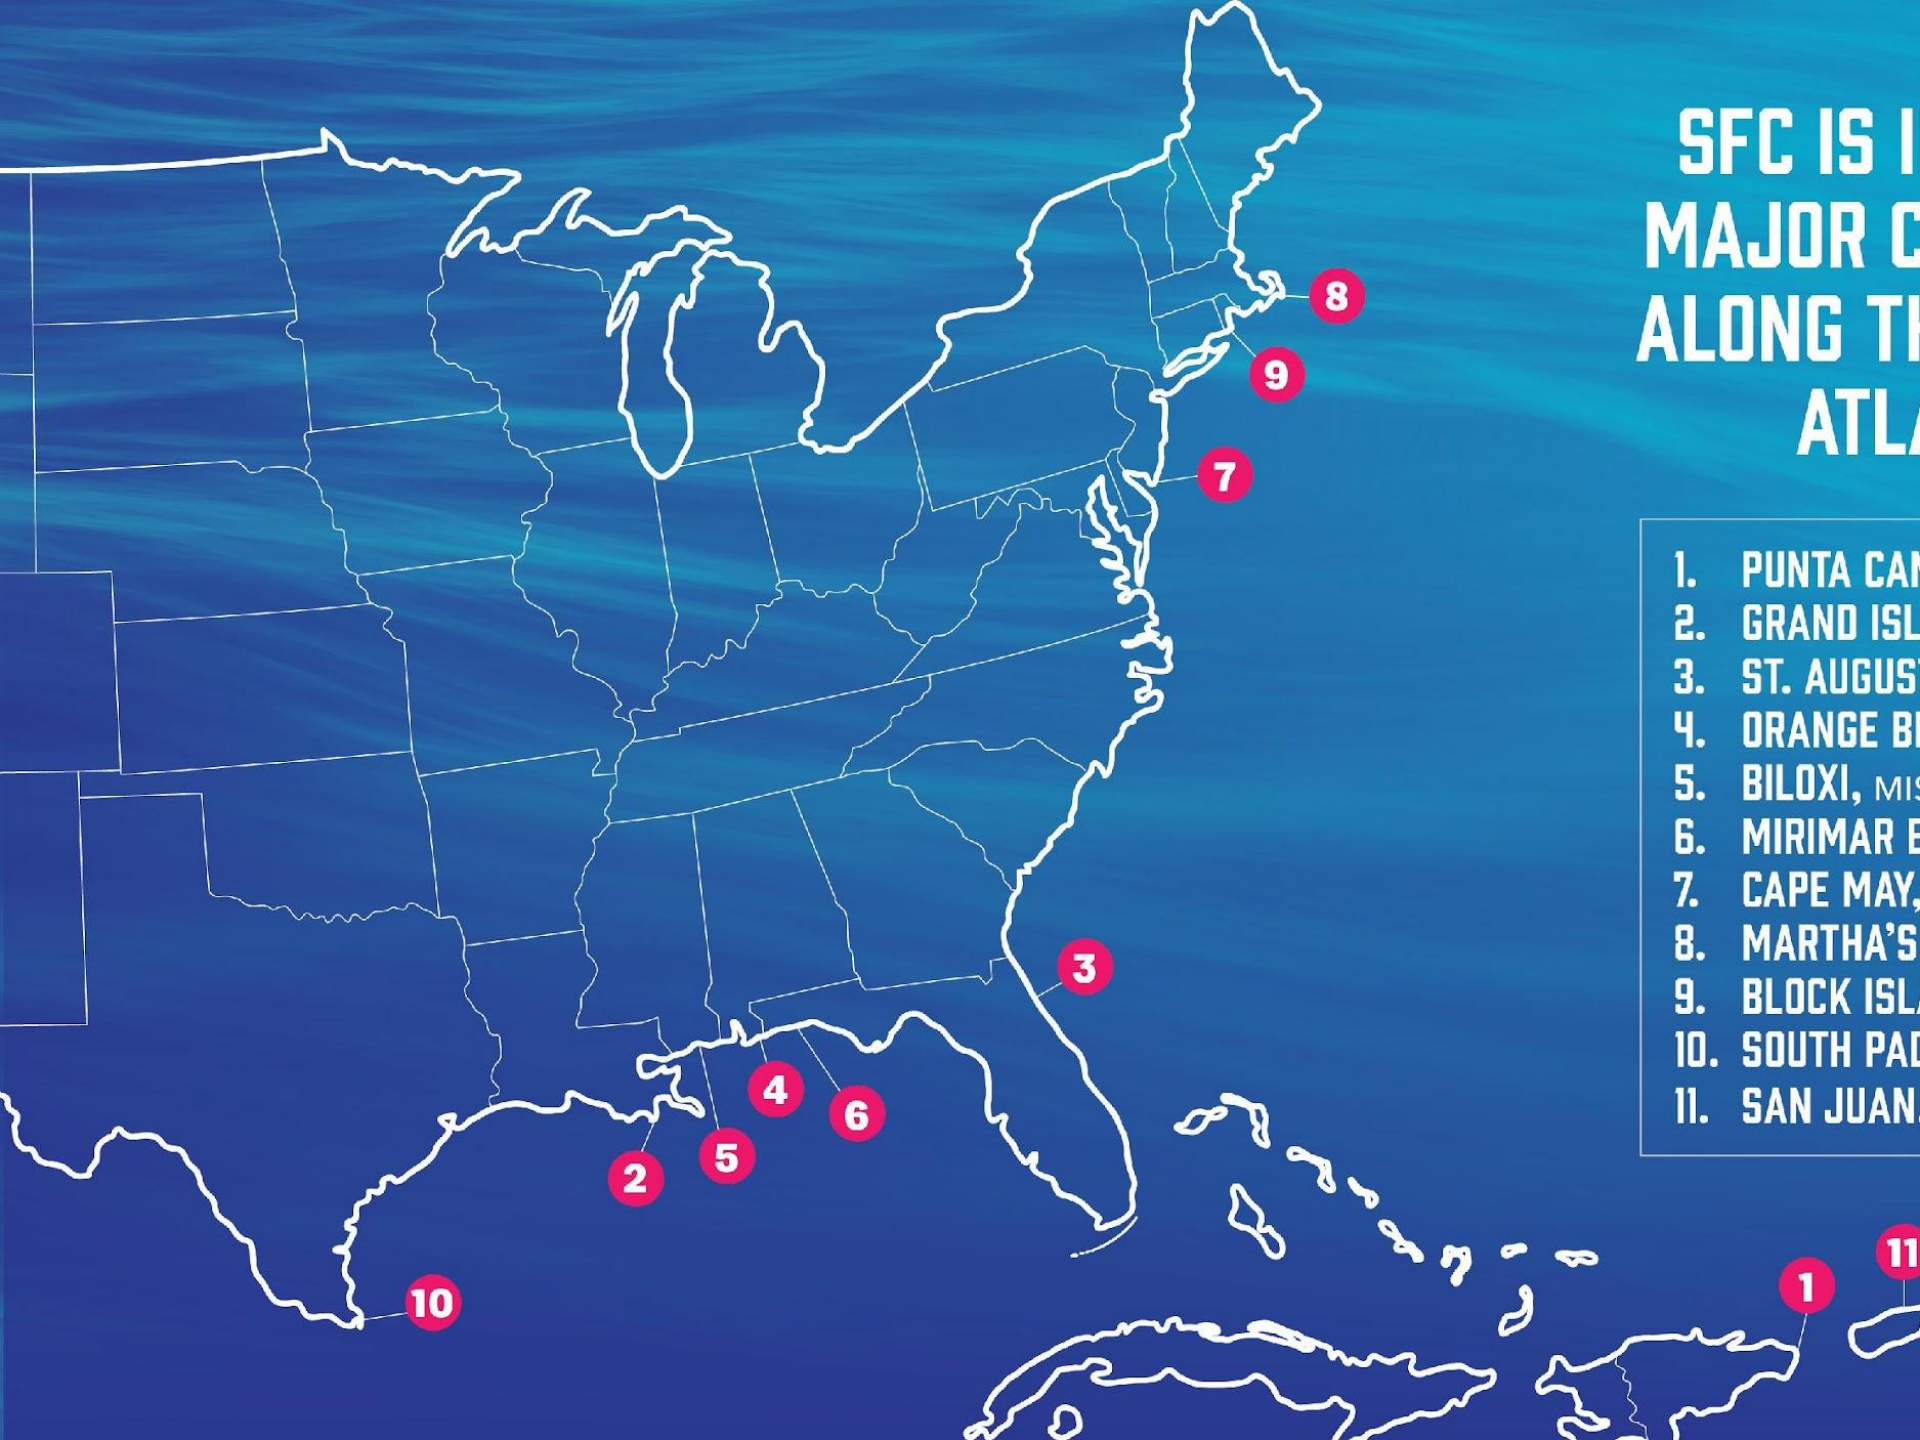 SFC IS I
MAJOR C
ALONG TH
ATLA
1. PUNTA CAN
2. GRAND ISL
3. ST. AUGUST
4. ORANGE BE
5. BILOXI, MIS
6. MIRIMAR B
7. CAPE MAY,
8. MARTHA'S
9. BLOCK ISLA
10. SOUTH PAD
11. SAN JUAN,
8
9
7
3
4
6
5
2
10
11
1